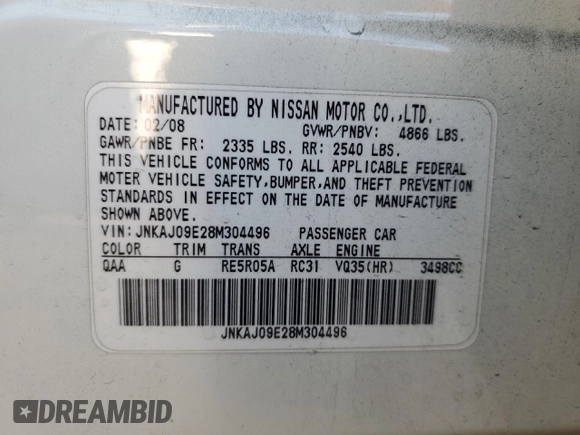 MANUFACTURED BY NISSAN MOTOR CO.,LTD.
DATE: 02/08 GVWR/PNBV: 4866 LBS.
GAWR/PNBE FR: 2335 LBS. RR: 2540 LBS.
THIS VEHICLE CONFORMS TO ALL APPLICABLE FEDERAL
MOTER VEHICLE SAFETY,BUMPER,AND THEFT PREVENTION
STANDARDS IN EFFECT ON THE DATE OF MANUFACTURE
SHOWN ABOVE.
VIN: JNKAJ09E28M304496 PASSENGER CAR
COLOR TRIM TRANS AXLE ENGINE
QAA G RE5R05A RC31 VQ35(HR) 3498CC
JNKAJ09E28M304496
DREAMBID